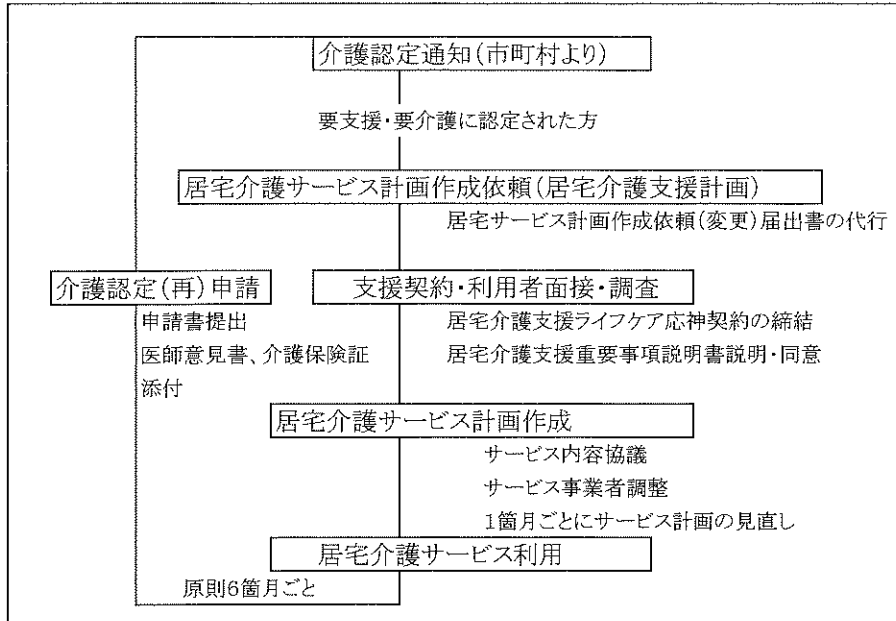 介護認定通知(市町村より)
要支援・要介護に認定された方
居宅介護サービス計画作成依頼(居宅介護支援計画)
居宅サービス計画作成依頼(変更)届出書の代行
介護認定(再)申請
申請書提出
医師意見書、介護保険証
添付
支援契約・利用者面接・調査
居宅介護支援ライフケア応神契約の締結
居宅介護支援重要事項説明書説明・同意
居宅介護サービス計画作成
サービス内容協議
サービス事業者調整
1箇月ごとにサービス計画の見直し
居宅介護サービス利用
原則6箇月ごと